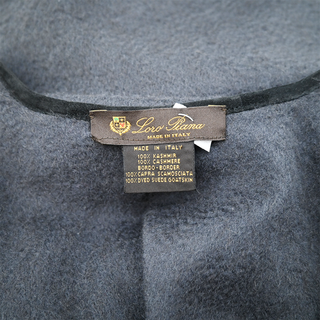 Loro Piana
MADE IN ITALY
MADE IN ITALY
100% KASHMIR
100% CASHMERE
BORDO-BORDER
100% CAPRA SCAMOSCIATA
100% DYED SUEDE GOATSKIN